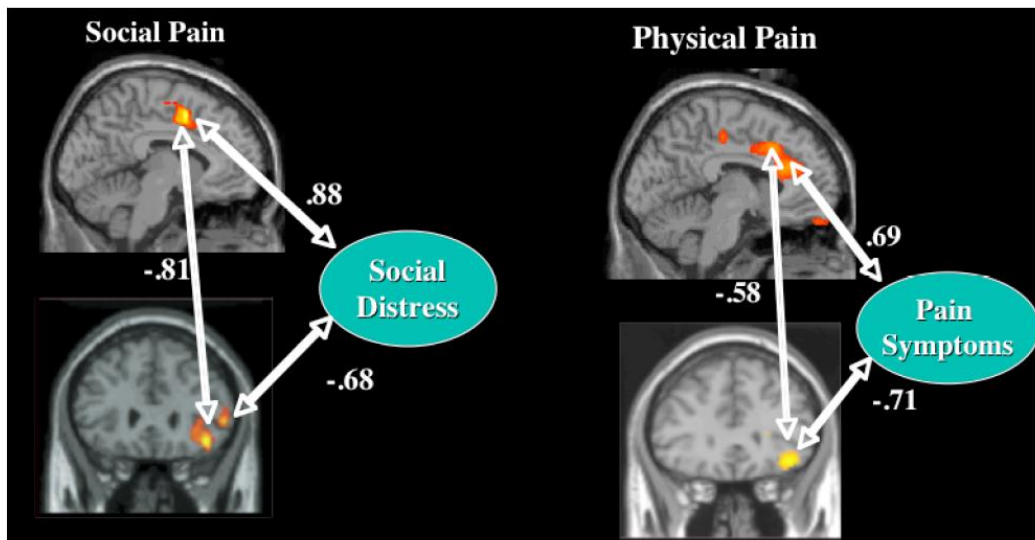 Social Pain
.88
-.81
Social
Distress
-.68
Physical Pain
.69
-.58
Pain
Symptoms
-.71